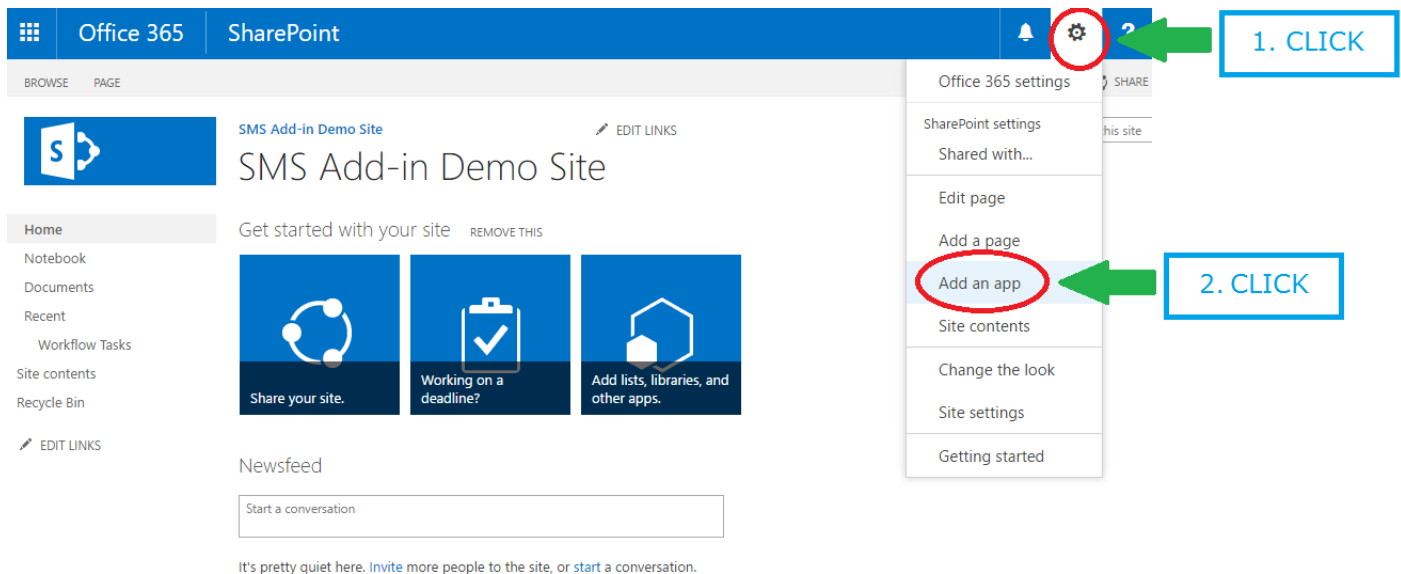 Office 365 SharePoint ?
1. CLICK
BROWSE PAGE
SHARE
Office 365 settings
SharePoint settings
Shared with...
Edit page
Add a page
Add an app
Site contents
Change the look
Site settings
Getting started
2. CLICK
this site
S
SMS Add-in Demo Site
EDIT LINKS
SMS Add-in Demo Site
Home
Notebook
Documents
Recent
Workflow Tasks
Site contents
Recycle Bin
EDIT LINKS
Get started with your site REMOVE THIS
Share your site.
Working on a
deadline?
Add lists, libraries, and
other apps.
Newsfeed
Start a conversation
It's pretty quiet here. Invite more people to the site, or start a conversation.